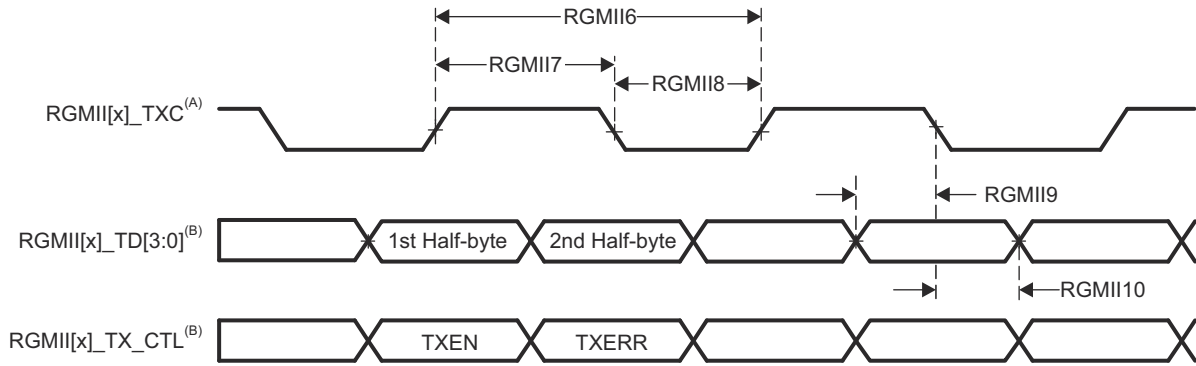 RGMII6
RGMII7
RGMII8
RGMII[x]_TXC(A)
RGMII9
RGMII[x]_TD[3:0](B)
1st Half-byte
2nd Half-byte
RGMII10
RGMII[x]_TX_CTL(B)
TXEN
TXERR